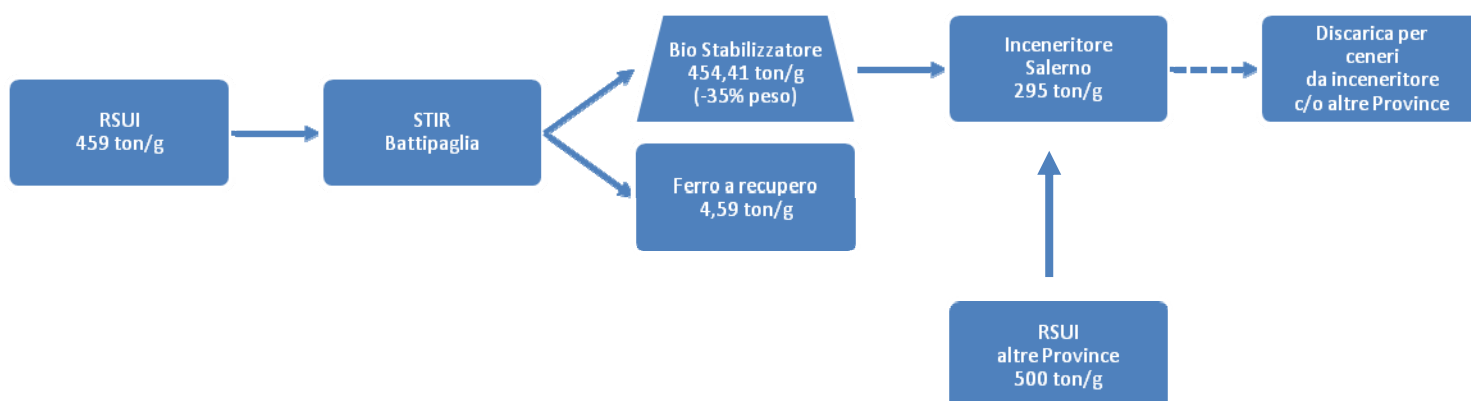 RSUI
459 ton/g
STIR
Battipaglia
Bio Stabilizzatore
454,41 ton/g
(-35% peso)
Ferro a recupero
4,59 ton/g
Inceneritore
Salerno
295 ton/g
Discarica per
ceneri
da inceneritore
c/o altre Province
RSUI
altre Province
500 ton/g